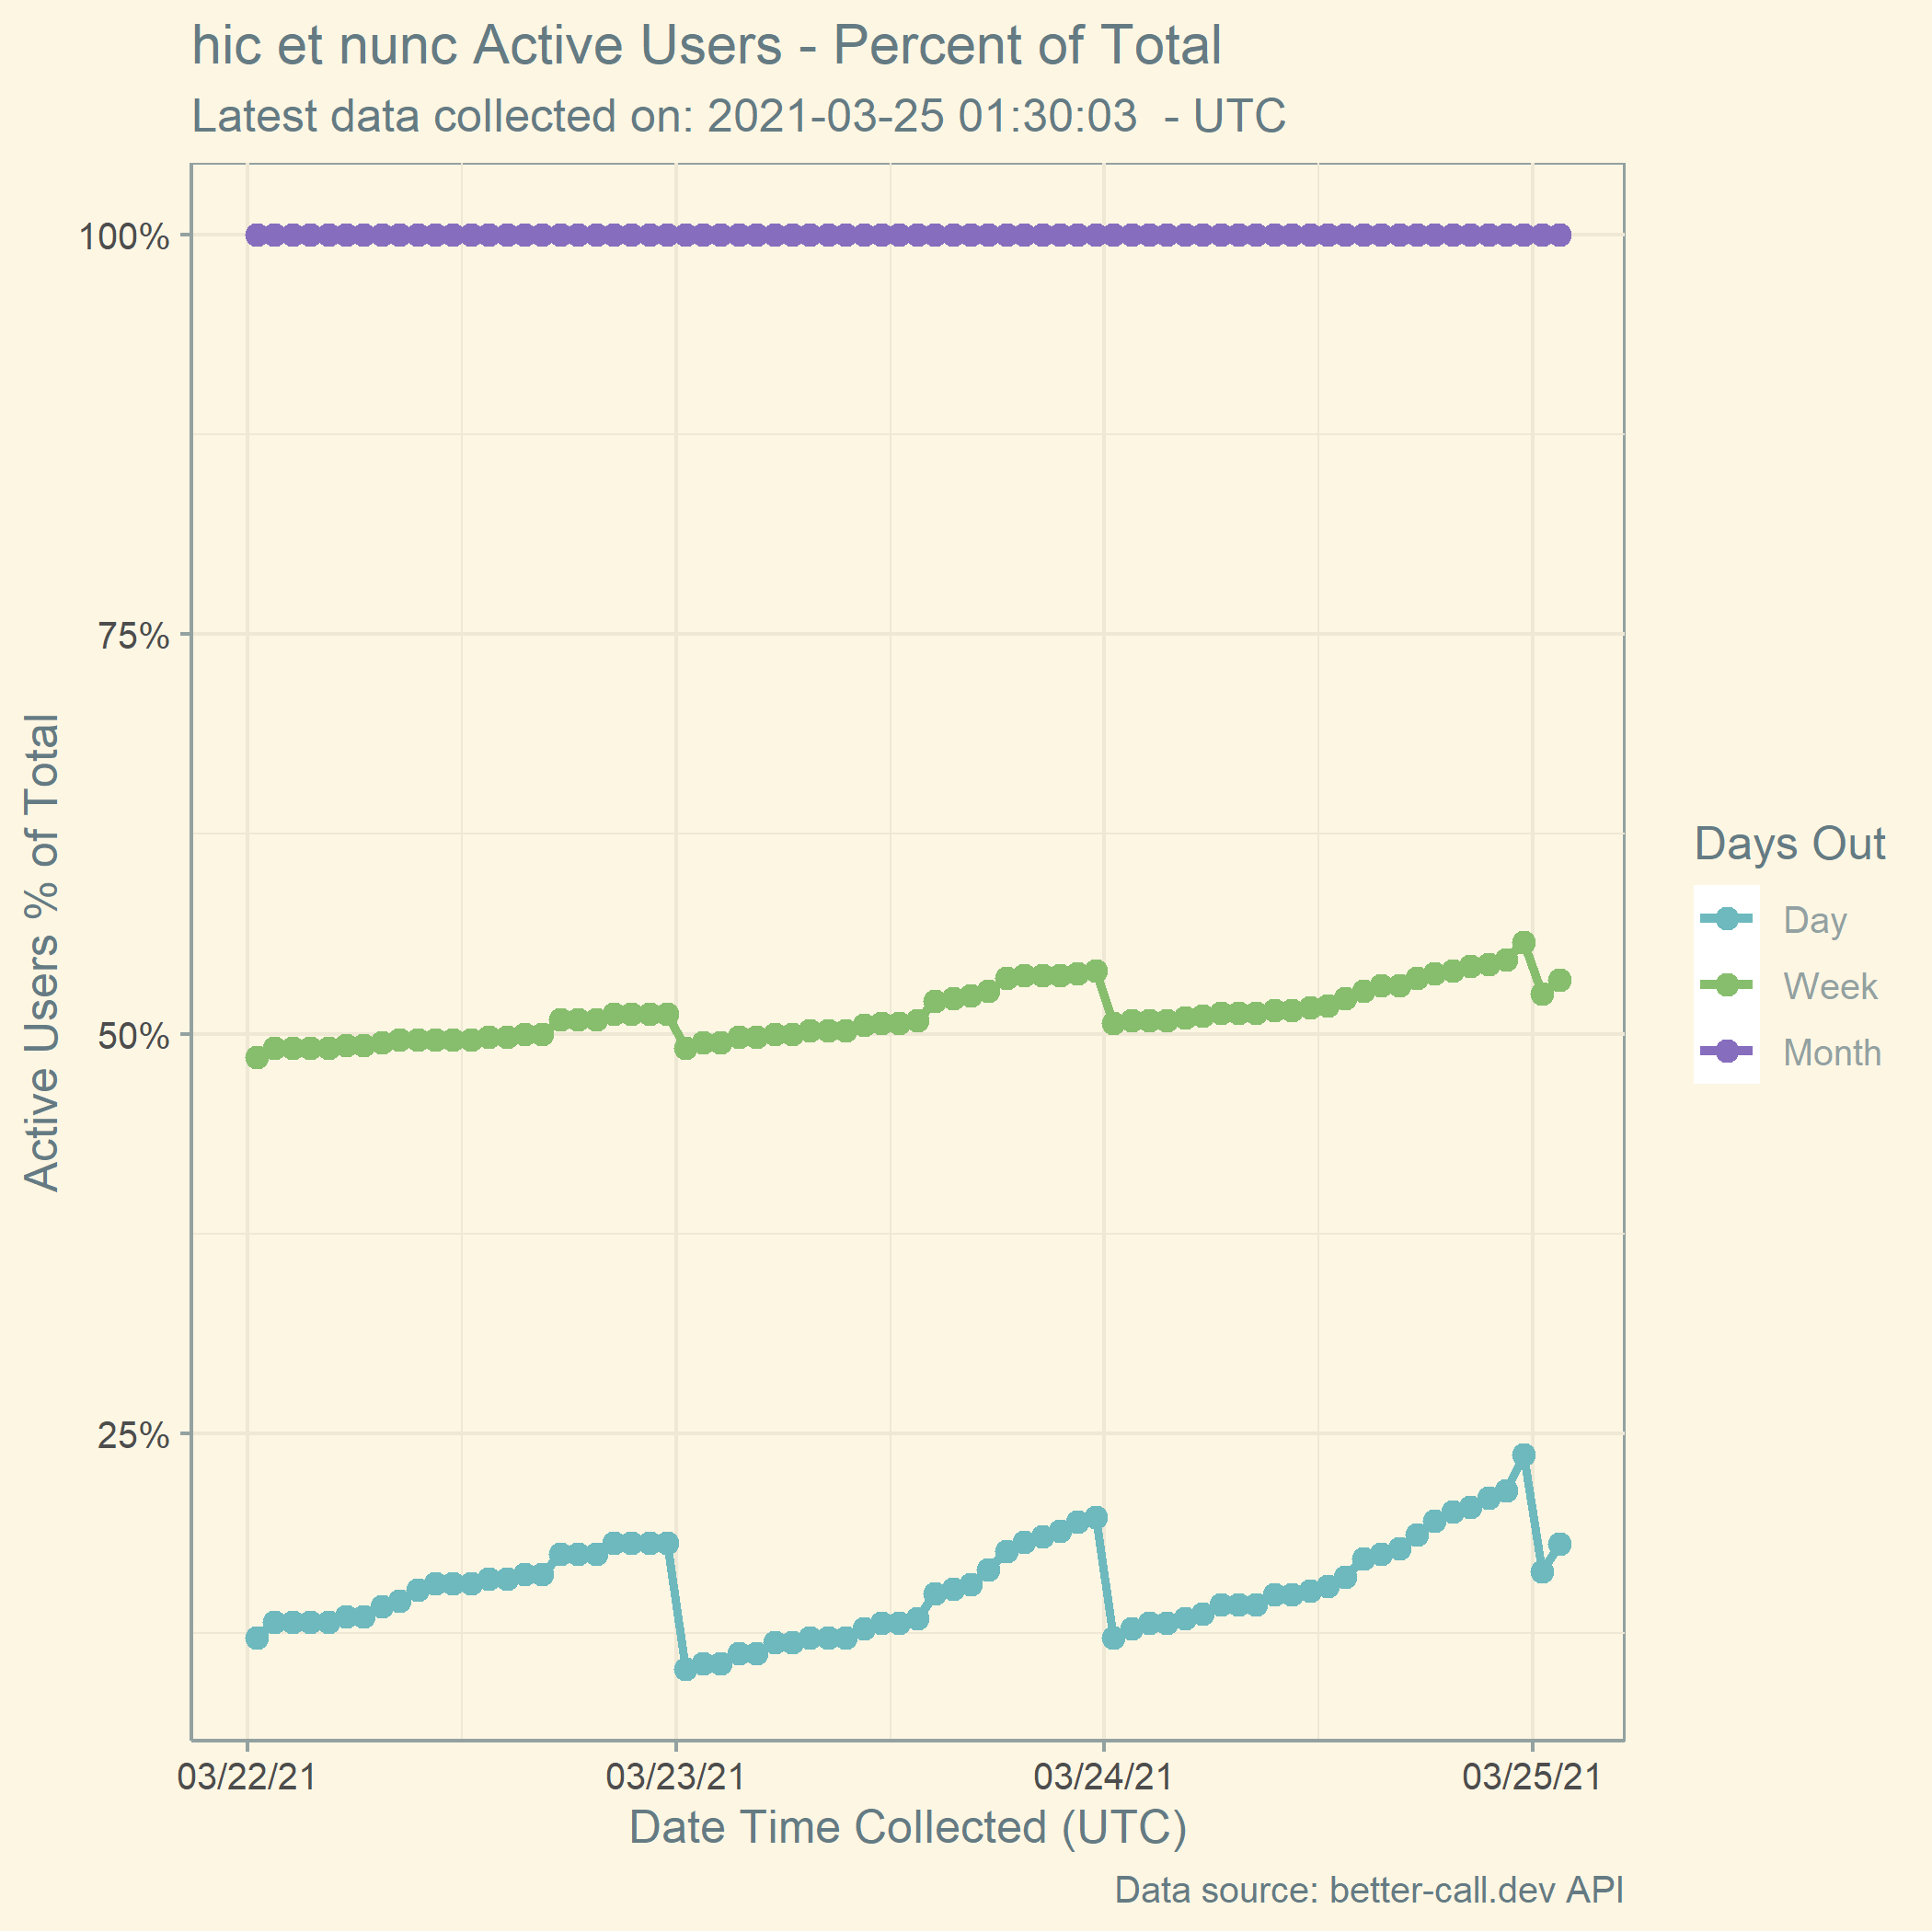 hic et nunc Active Users - Percent of Total
Latest data collected on: 2021-03-25 01:30:03  - UTC
Active Users % of Total
100%
75%
50%
25%
03/22/21
03/23/21
03/24/21
03/25/21
Date Time Collected (UTC)
Days Out
Day
Week
Month
Data source: better-call.dev API